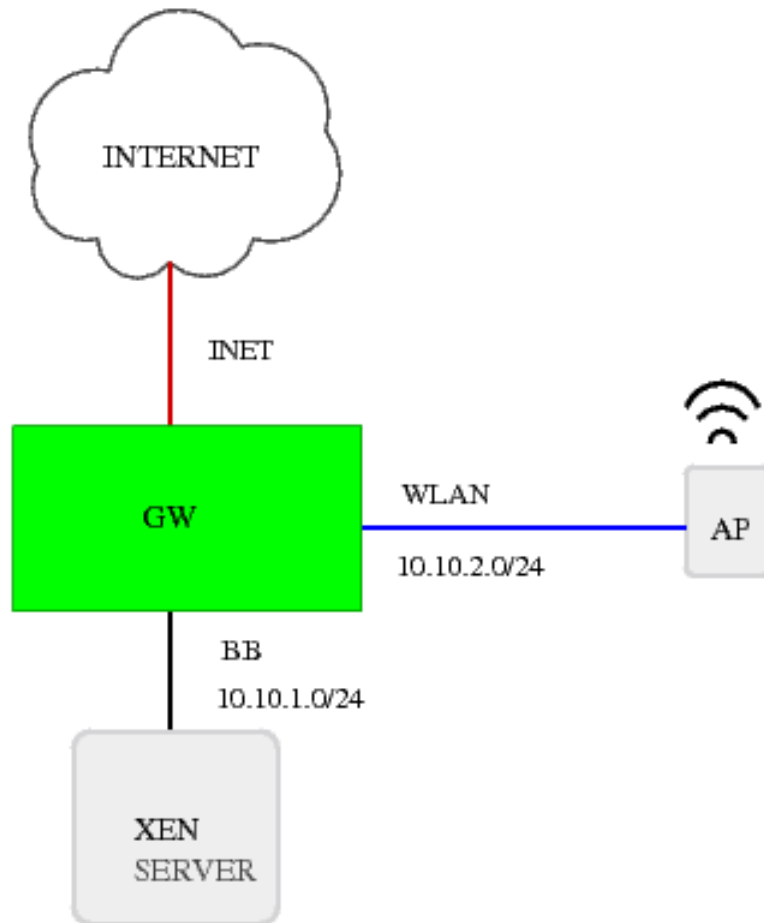 INTERNET
INET
WLAN
GW
AP
10.10.2.0/24
BB
10.10.1.0/24
XEN
SERVER